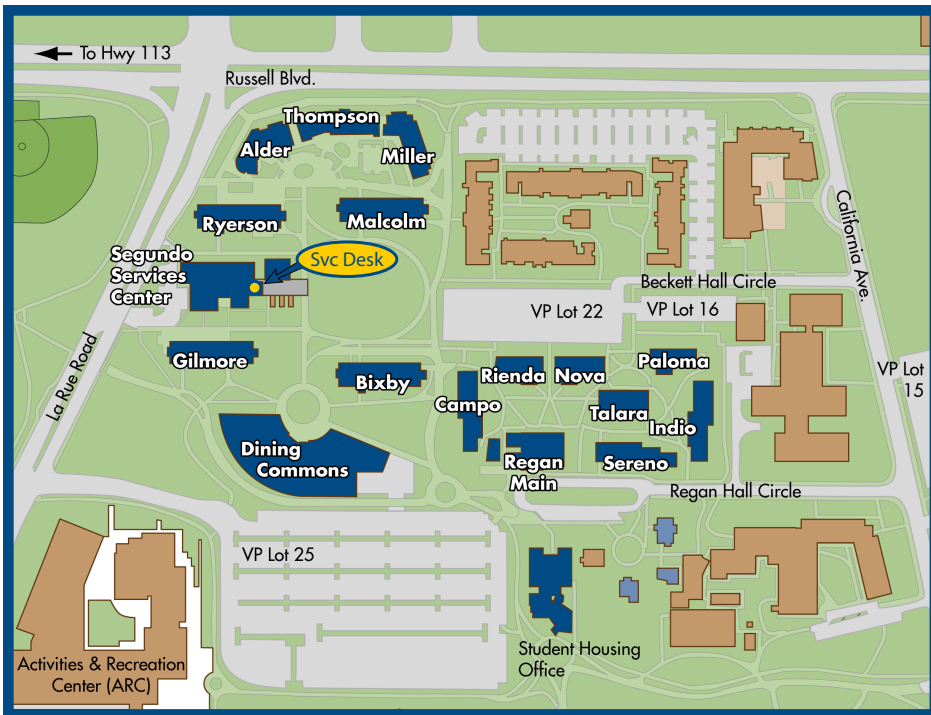 To Hwy 113
Russell Blvd.
Thompson
Alder
Miller
Ryerson
Malcolm
California Ave.
Segundo
Services
Center
Svc Desk
Beckett Hall Circle
VP Lot 22
VP Lot 16
La Rue Road
Gilmore
Bixby
Rienda
Nova
Paloma
VP Lot
15
Campo
Talara
Indio
Dining
Commons
Regan
Main
Sereno
Regan Hall Circle
VP Lot 25
Student Housing
Office
Activities & Recreation
Center (ARC)